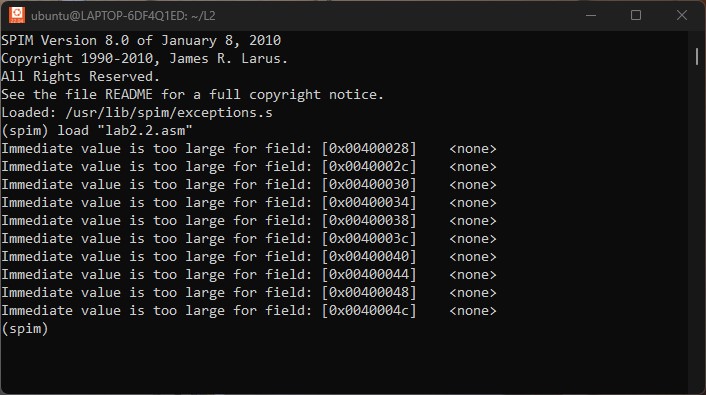 ubuntu@LAPTOP-6DF4Q1ED: ~/L2
SPIM Version 8.0 of January 8, 2010
Copyright 1990-2010, James R. Larus.
All Rights Reserved.
See the file README for a full copyright notice.
Loaded: /usr/lib/spim/exceptions.s
(spim) load "lab2.2.asm"
Immediate value is too large for field: [0x00400028]    <none>
Immediate value is too large for field: [0x0040002c]    <none>
Immediate value is too large for field: [0x00400030]    <none>
Immediate value is too large for field: [0x00400034]    <none>
Immediate value is too large for field: [0x00400038]    <none>
Immediate value is too large for field: [0x0040003c]    <none>
Immediate value is too large for field: [0x00400040]    <none>
Immediate value is too large for field: [0x00400044]    <none>
Immediate value is too large for field: [0x00400048]    <none>
Immediate value is too large for field: [0x0040004c]    <none>
(spim)